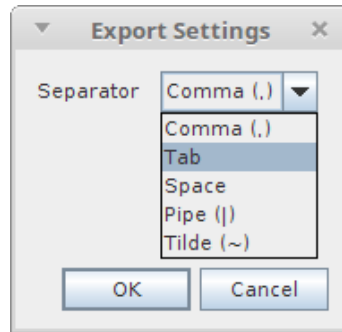 Export Settings
Separator Comma (,)
Comma (,)
Tab
Space
Pipe (|)
Tilde (~)
OK Cancel